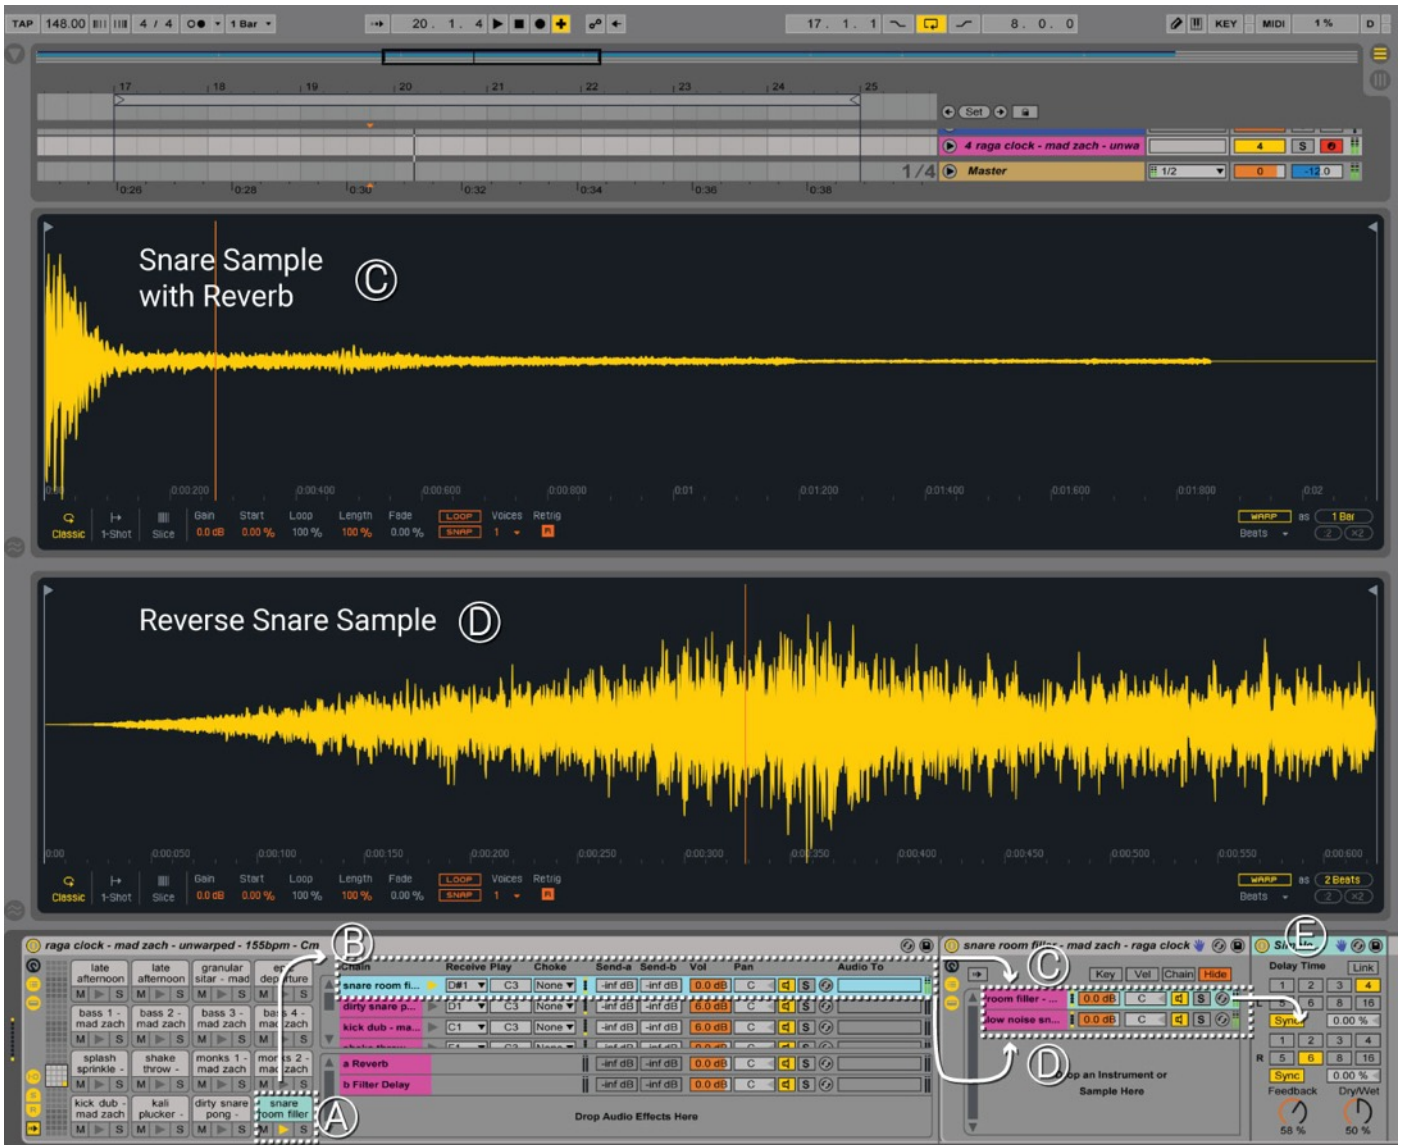 TAP 148.00 4 / 4 1 Bar 20 . 1 . 4 17 . 1 . 1 8 . 0 . 0 KEY MIDI 1 % D
17 18 19 20 21 22 23 24 25
Set
4 raga clock - mad zach - unwa 4 S
1/4 Master 1/2 0 -12.0
0:26 0:28 0:30 0:32 0:34 0:36 0:38
Snare Sample
with Reverb
C
0:00 0:00:200 0:00:400 0:00:600 0:00:800 0:01 0:01:200 0:01:400 0:01:600 0:01:800 0:02
Gain Start Loop Length Fade LOOP Voices Retrig WARP as 1 Bar
Classic 1-Shot Slice 0.0 dB 0.00 % 100 % 100 % 0.00 % SNAP 1 R Beats :2 X2
Reverse Snare Sample D
0:00 0:00:050 0:00:100 0:00:150 0:00:200 0:00:250 0:00:300 0:00:350 0:00:400 0:00:450 0:00:500 0:00:550 0:00:600
Gain Start Loop Length Fade LOOP Voices Retrig WARP as 2 Beats
Classic 1-Shot Slice 0.0 dB 0.00 % 100 % 100 % 0.00 % SNAP 1 R Beats :2 X2
raga clock - mad zach - unwarped - 155bpm - Cm
late afternoon
late afternoon
granular sitar - mad
M S M S M S M S
bass 1 - mad zach
bass 2 - mad zach
bass 3 - mad zach
M S M S M S M S
splash sprinkle -
shake throw -
monks 1 - mad zach
M S M S M S M S
kick dub - mad zach
kali plucker -
dirty snare pong -
snare room filler
M S M S M S M S
A
B
Chain Receive Play Choke Send-a Send-b Vol Pan Audio To
snare room fi... D#1 C3 None -inf dB -inf dB 0.0 dB C S
dirty snare p... D1 C3 None -inf dB -inf dB 6.0 dB C S
kick dub - ma... C1 C3 None -inf dB -inf dB 6.0 dB C S
a Reverb -inf dB -inf dB 0.0 dB C S
b Filter Delay -inf dB -inf dB 0.0 dB C S
Drop Audio Effects Here
snare room filler - mad zach - raga clock
C
Key Vel Chain Hide
room filler - ... 0.0 dB C S
low noise sn... 0.0 dB C S
D
Drop an Instrument or
Sample Here
E
Delay Time Link
1 2 3 4
L 5 6 8 16
Sync 0.00 %
1 2 3 4
R 5 6 8 16
Sync 0.00 %
Feedback Dry/Wet
58 % 50 %